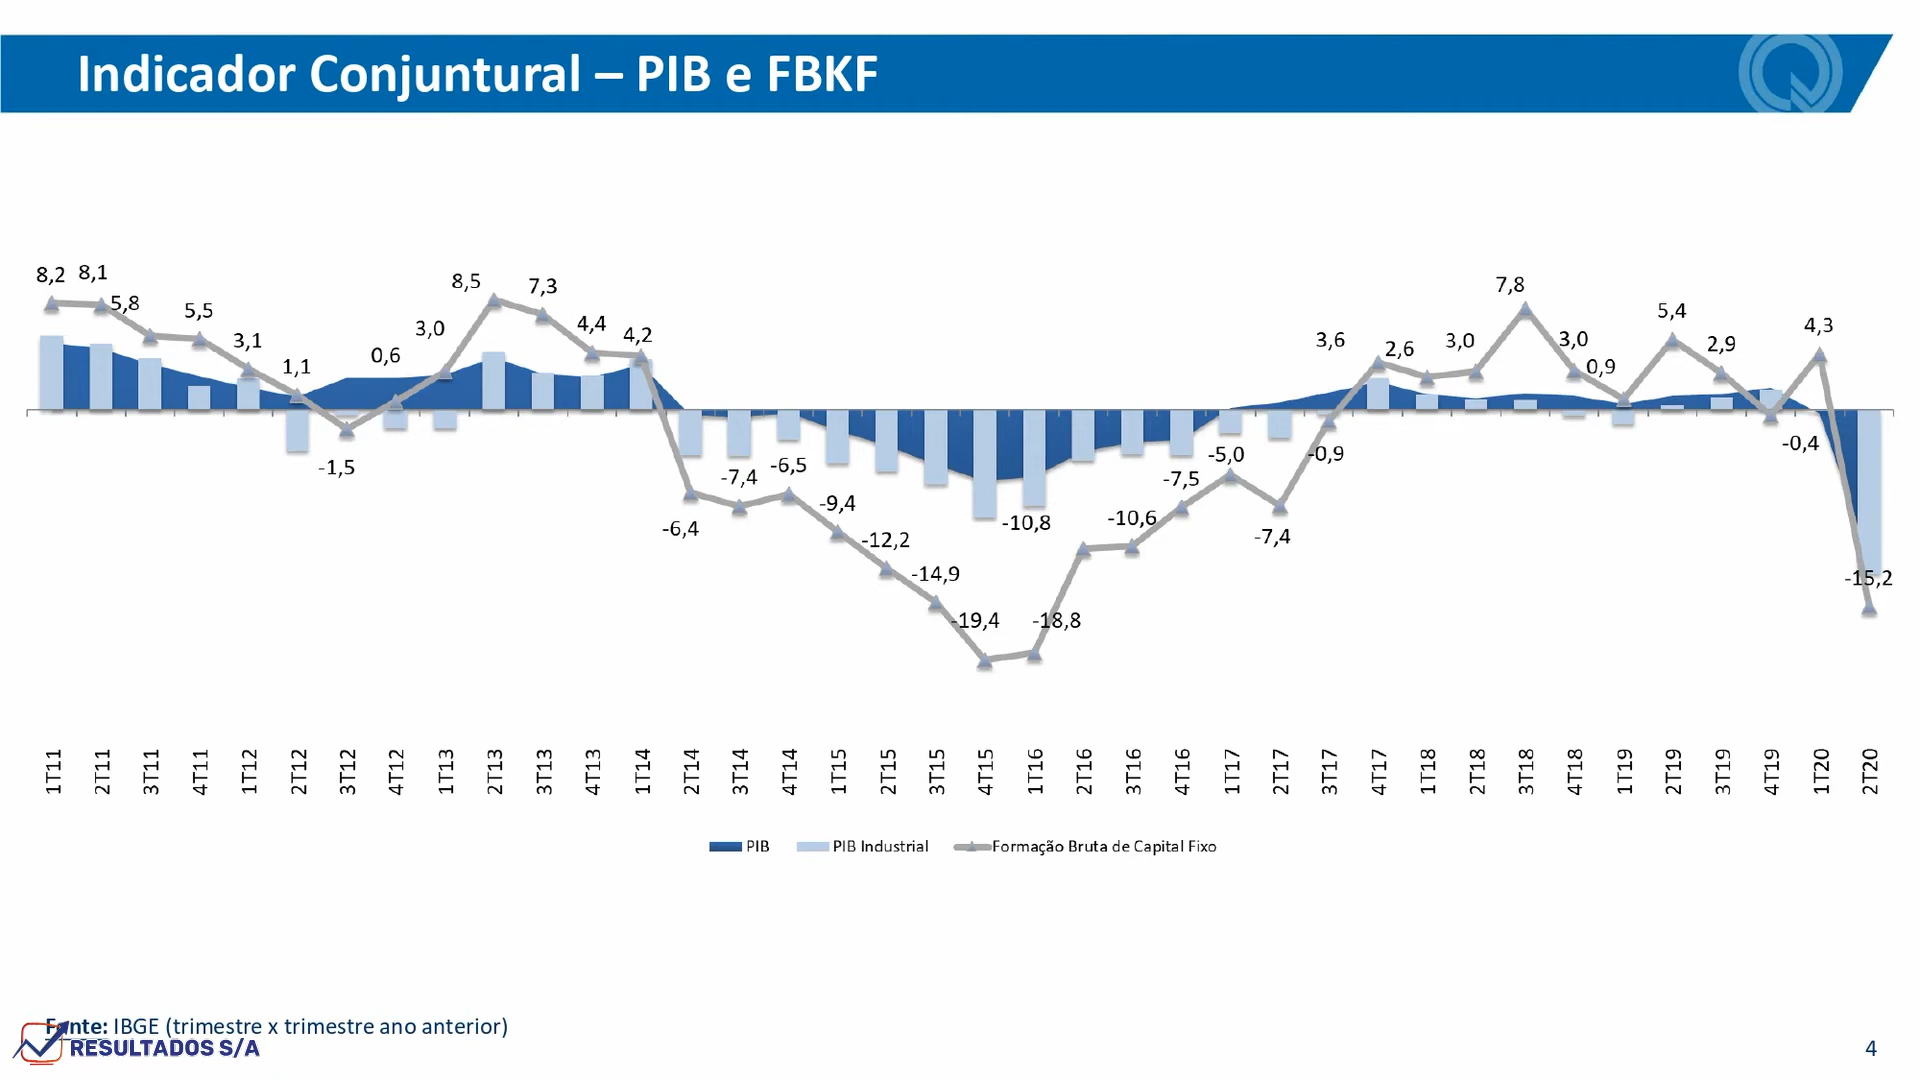 Indicador Conjuntural – PIB e FBKF
8,2 8,1 5,8 5,5 3,1 1,1 -1,5 0,6 3,0 8,5 7,3 4,4 4,2 -6,4 -7,4 -6,5 -9,4 -12,2 -14,9 -19,4 -18,8 -10,8 -10,6 -7,5 -5,0 -7,4 -0,9 3,6 2,6 3,0 7,8 3,0 0,9 5,4 2,9 -0,4 4,3 -15,2
1T11 2T11 3T11 4T11 1T12 2T12 3T12 4T12 1T13 2T13 3T13 4T13 1T14 2T14 3T14 4T14 1T15 2T15 3T15 4T15 1T16 2T16 3T16 4T16 1T17 2T17 3T17 4T17 1T18 2T18 3T18 4T18 1T19 2T19 3T19 4T19 1T20 2T20
PIB PIB Industrial Formação Bruta de Capital Fixo
Fonte: IBGE (trimestre x trimestre ano anterior)
RESULTADOS S/A
4